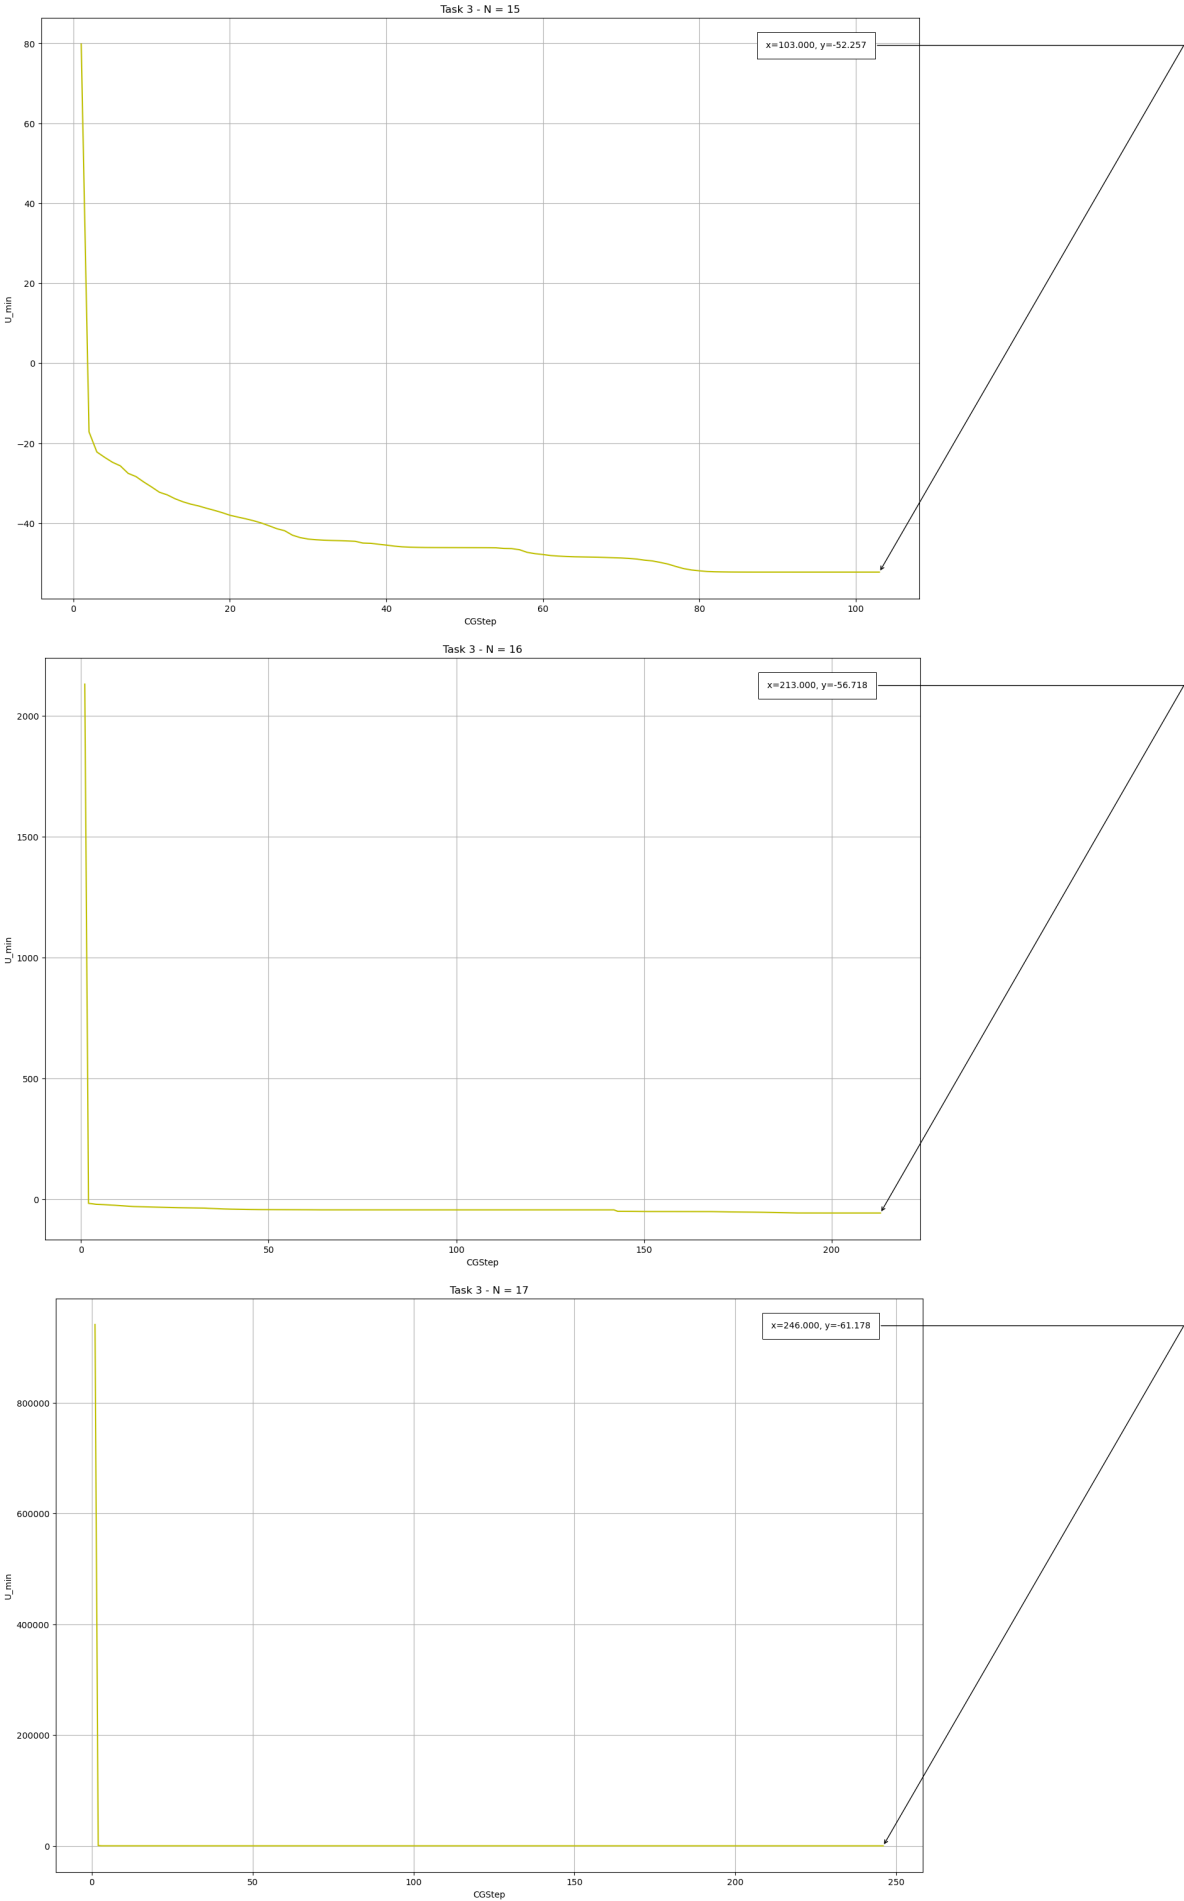 Task 3 - N = 15
x=103.000, y=-52.257
80
60
40
20
0
−20
−40
U_min
0 20 40 60 80 100
CGStep
Task 3 - N = 16
x=213.000, y=-56.718
2000
1500
1000
500
0
U_min
0 50 100 150 200
CGStep
Task 3 - N = 17
x=246.000, y=-61.178
800000
600000
400000
200000
0
U_min
0 50 100 150 200 250
CGStep